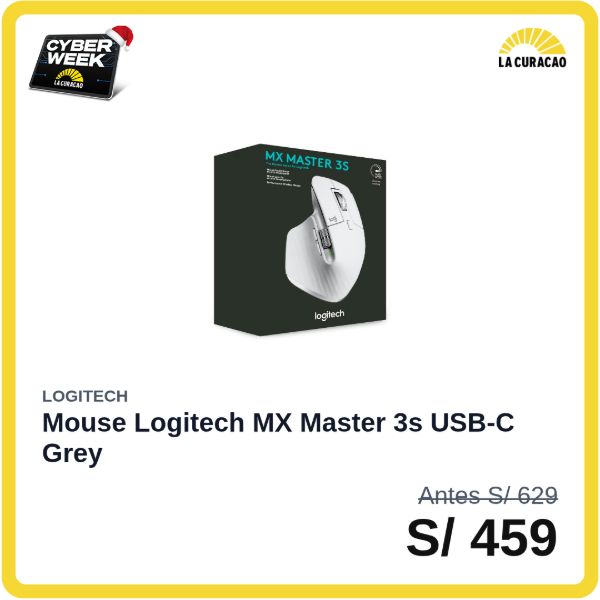 CYBER
WEEK
LA CURACAO
LA CURACAO
MX MASTER 3S
logitech
LOGITECH
Mouse Logitech MX Master 3s USB-C
Grey
Antes S/ 629
S/ 459